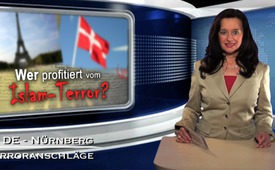 Wer profitiert vom
Islam-Terror?
DE - Nürnberg
rroranschläge